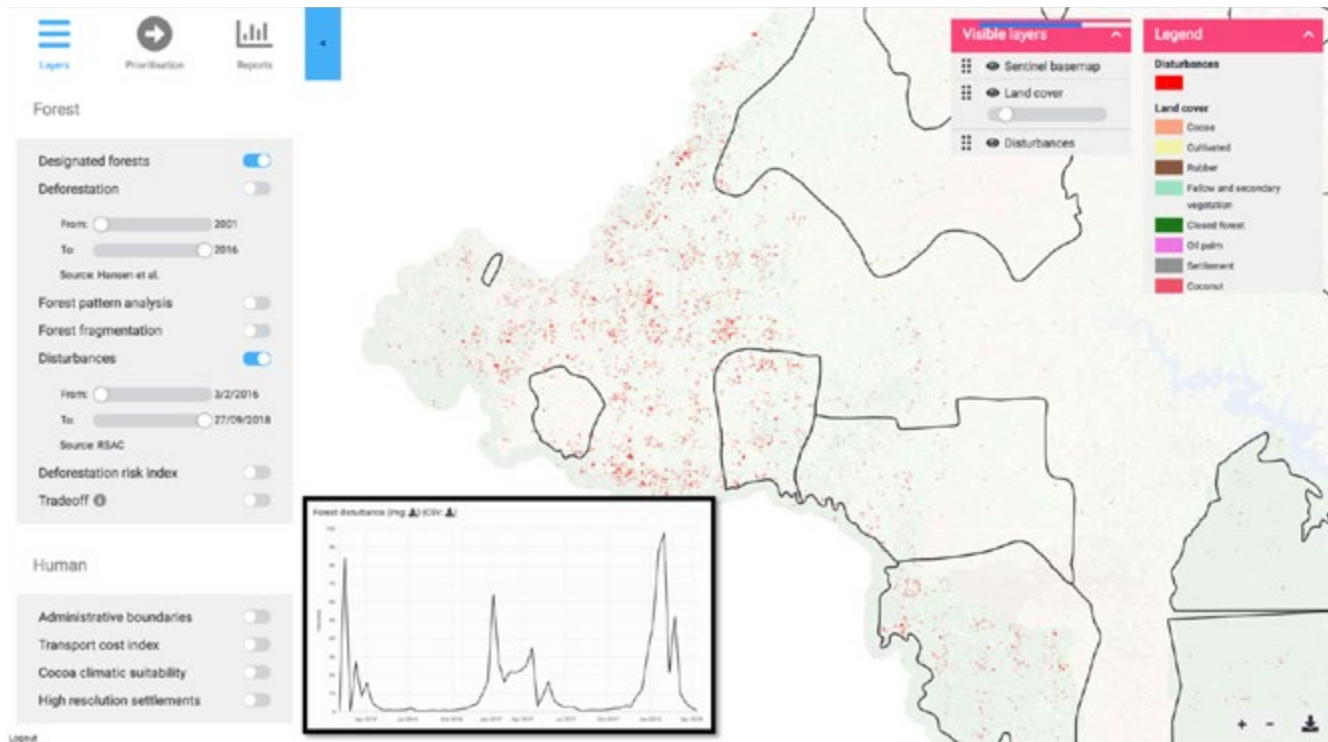 Layers
Prioritisation
Reports
Forest
Designated forests
Deforestation
From: 2001
To: 2016
Source: Hansen et al.
Forest pattern analysis
Forest fragmentation
Disturbances
From: 3/2/2016
To: 27/09/2018
Source: RSAC
Deforestation risk index
Tradeoff
Human
Administrative boundaries
Transport cost index
Cocoa climatic suitability
High resolution settlements
Logout
Visible layers
Sentinel basemap
Land cover
Disturbances
Legend
Disturbances
Land cover
Cocoa
Cultivated
Rubber
Fallow and secondary
vegetation
Closed forest
Oil palm
Settlement
Coconut
Forest disturbance (Img: ) (CSV: )